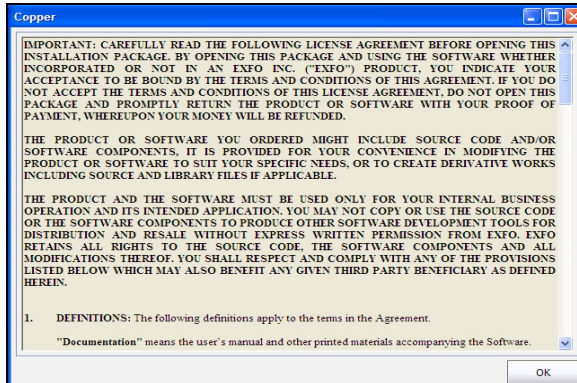 Copper
IMPORTANT: CAREFULLY READ THE FOLLOWING LICENSE AGREEMENT BEFORE OPENING THIS
INSTALLATION PACKAGE. BY OPENING THIS PACKAGE AND USING THE SOFTWARE WHETHER
INCORPORATED OR NOT IN AN EXFO INC. ("EXFO") PRODUCT, YOU INDICATE YOUR
ACCEPTANCE TO BE BOUND BY THE TERMS AND CONDITIONS OF THIS AGREEMENT. IF YOU DO
NOT ACCEPT THE TERMS AND CONDITIONS OF THIS LICENSE AGREEMENT, DO NOT OPEN THIS
PACKAGE AND PROMPTLY RETURN THE PRODUCT OR SOFTWARE WITH YOUR PROOF OF
PAYMENT, WHEREUPON YOUR MONEY WILL BE REFUNDED.
THE PRODUCT OR SOFTWARE YOU ORDERED MIGHT INCLUDE SOURCE CODE AND/OR
SOFTWARE COMPONENTS, IT IS PROVIDED FOR YOUR CONVENIENCE IN MODIFYING THE
PRODUCT OR SOFTWARE TO SUIT YOUR SPECIFIC NEEDS, OR TO CREATE DERIVATIVE WORKS
INCLUDING SOURCE AND LIBRARY FILES IF APPLICABLE.
THE PRODUCT AND THE SOFTWARE MUST BE USED ONLY FOR YOUR INTERNAL BUSINESS
OPERATION AND ITS INTENDED APPLICATION. YOU MAY NOT COPY OR USE THE SOURCE CODE
OR THE SOFTWARE COMPONENTS TO PRODUCE OTHER SOFTWARE DEVELOPMENT TOOLS FOR
DISTRIBUTION AND RESALE WITHOUT EXPRESS WRITTEN PERMISSION FROM EXFO. EXFO
RETAINS ALL RIGHTS TO THE SOURCE CODE, THE SOFTWARE COMPONENTS AND ALL
MODIFICATIONS THEREOF. YOU SHALL RESPECT AND COMPLY WITH ANY OF THE PROVISIONS
LISTED BELOW WHICH MAY ALSO BENEFIT ANY GIVEN THIRD PARTY BENEFICIARY AS DEFINED
HEREIN.
1. DEFINITIONS: The following definitions apply to the terms in the Agreement.
"Documentation" means the user's manual and other printed materials accompanying the Software.
OK